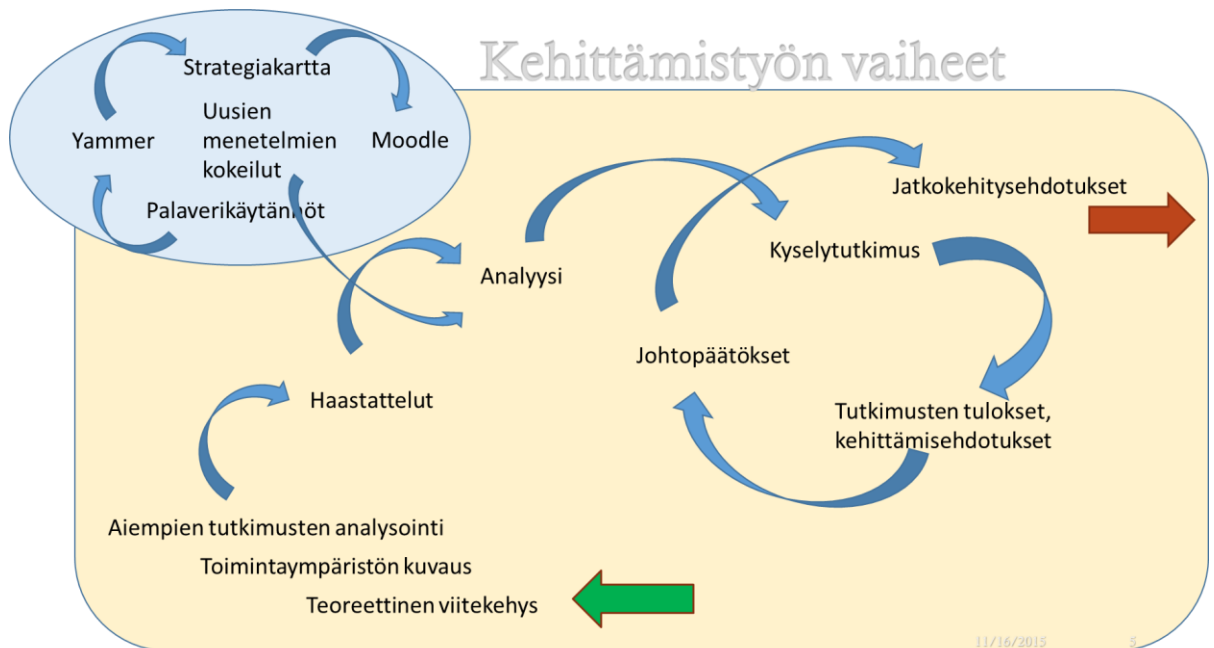 Kehittämistyön vaiheet
Strategiakartta
Uusien
menetelmien
kokeilut
Yammer
Moodle
Palaverikäytännöt
Jatkokehitysehdotukset
Kyselytutkimus
Analyysi
Johtopäätökset
Haastattelut
Tutkimusten tulokset,
kehittämisehdotukset
Aiempien tutkimusten analysointi
Toimintaympäristön kuvaus
Teoreettinen viitekehys
11/16/2015
5